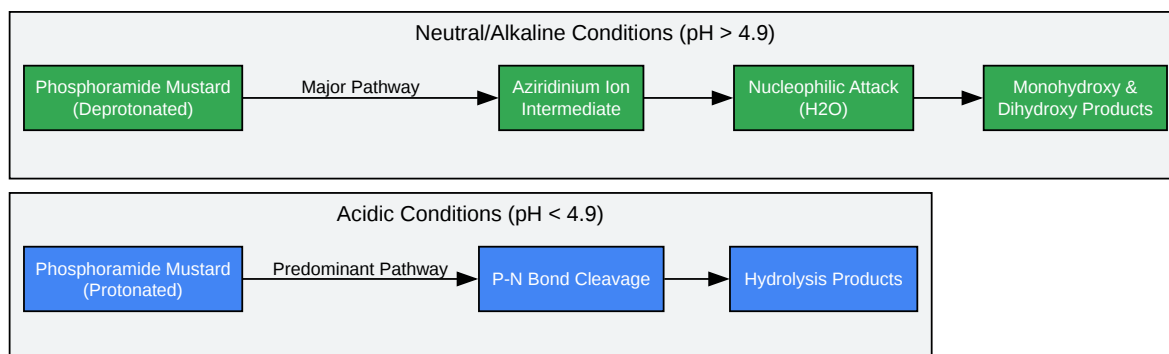 Neutral/Alkaline Conditions (pH > 4.9)
Phosphoramide Mustard
(Deprotonated)
Major Pathway
Aziridinium Ion
Intermediate
Nucleophilic Attack
(H2O)
Monohydroxy &
Dihydroxy Products
Acidic Conditions (pH < 4.9)
Phosphoramide Mustard
(Protonated)
Predominant Pathway
P-N Bond Cleavage
Hydrolysis Products